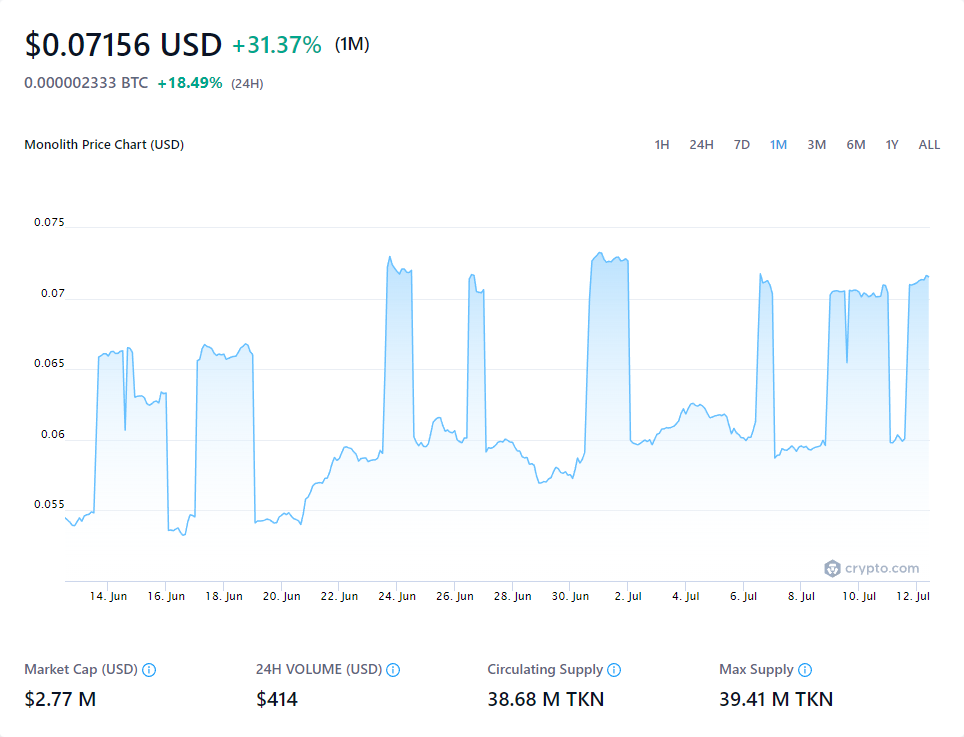 $0.07156 USD +31.37% (1M)
0.000002333 BTC +18.49% (24H)
Monolith Price Chart (USD) 1H 24H 7D 1M 3M 6M 1Y ALL
0.075
0.07
0.065
0.06
0.055
crypto.com
14. Jun 16. Jun 18. Jun 20. Jun 22. Jun 24. Jun 26. Jun 28. Jun 30. Jun 2. Jul 4. Jul 6. Jul 8. Jul 10. Jul 12. Jul
Market Cap (USD) 24H VOLUME (USD) Circulating Supply Max Supply
$2.77 M $414 38.68 M TKN 39.41 M TKN